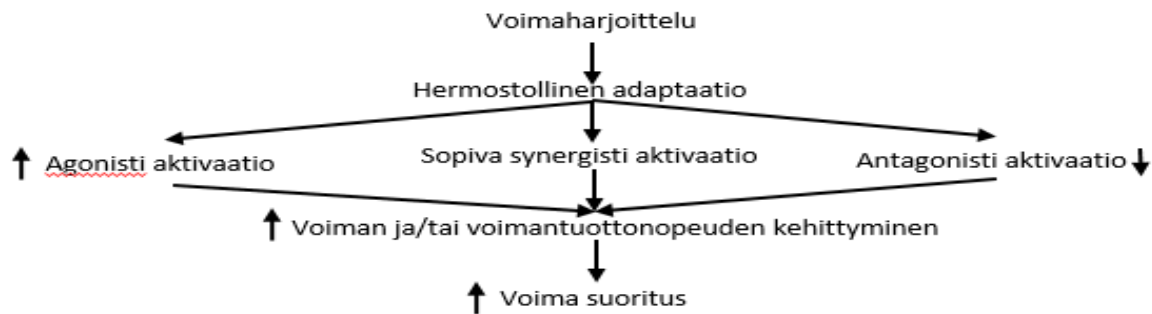 Voimaharjoittelu
Hermostollinen adaptaatio
Agonisti aktivaatio
Sopiva synergisti aktivaatio
Antagonisti aktivaatio
Voiman ja/tai voimantuottonopeuden kehittyminen
Voima suoritus